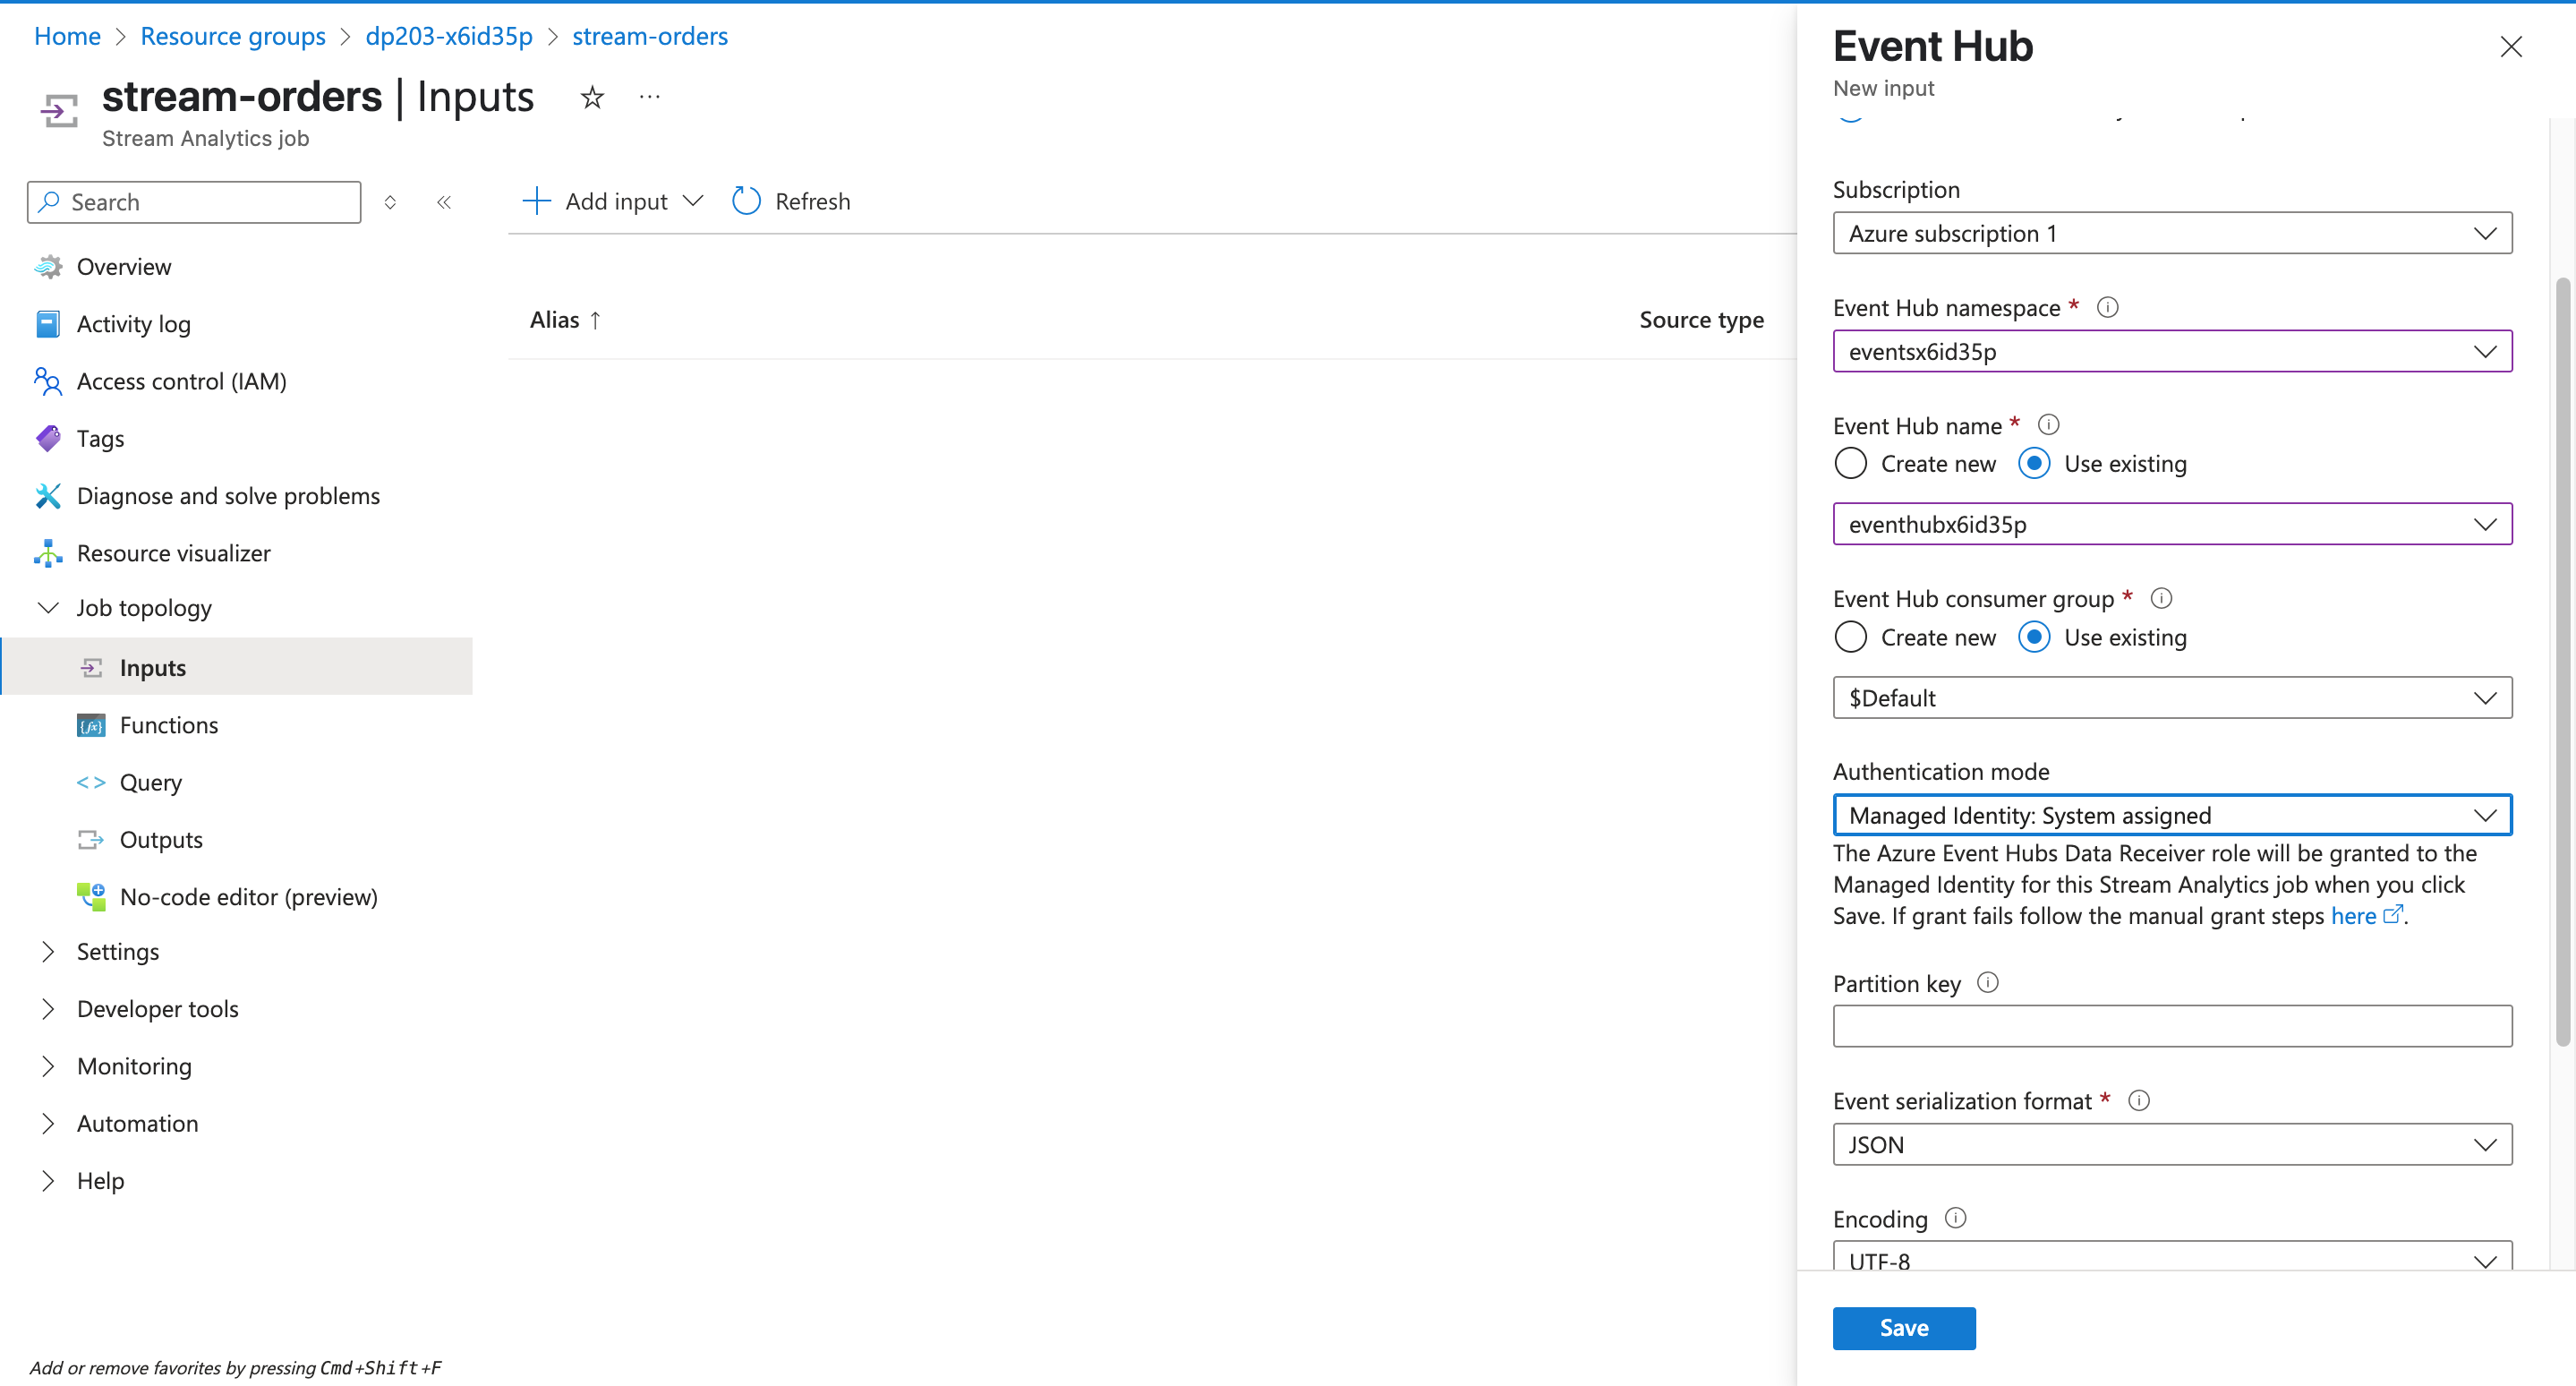 Home > Resource groups > dp203-x6id35p > stream-orders
stream-orders | Inputs
Stream Analytics job
Search
Overview
Activity log
Access control (IAM)
Tags
Diagnose and solve problems
Resource visualizer
Job topology
Inputs
Functions
Query
Outputs
No-code editor (preview)
Settings
Developer tools
Monitoring
Automation
Help
Add or remove favorites by pressing Cmd+Shift+F
Add input
Refresh
Alias ↑
Source type
Event Hub
New input
Subscription
Azure subscription 1
Event Hub namespace *
eventsx6id35p
Event Hub name *
Create new
Use existing
eventhubx6id35p
Event Hub consumer group *
Create new
Use existing
$Default
Authentication mode
Managed Identity: System assigned
The Azure Event Hubs Data Receiver role will be granted to the
Managed Identity for this Stream Analytics job when you click
Save. If grant fails follow the manual grant steps here.
Partition key
Event serialization format *
JSON
Encoding
UTF-8
Save